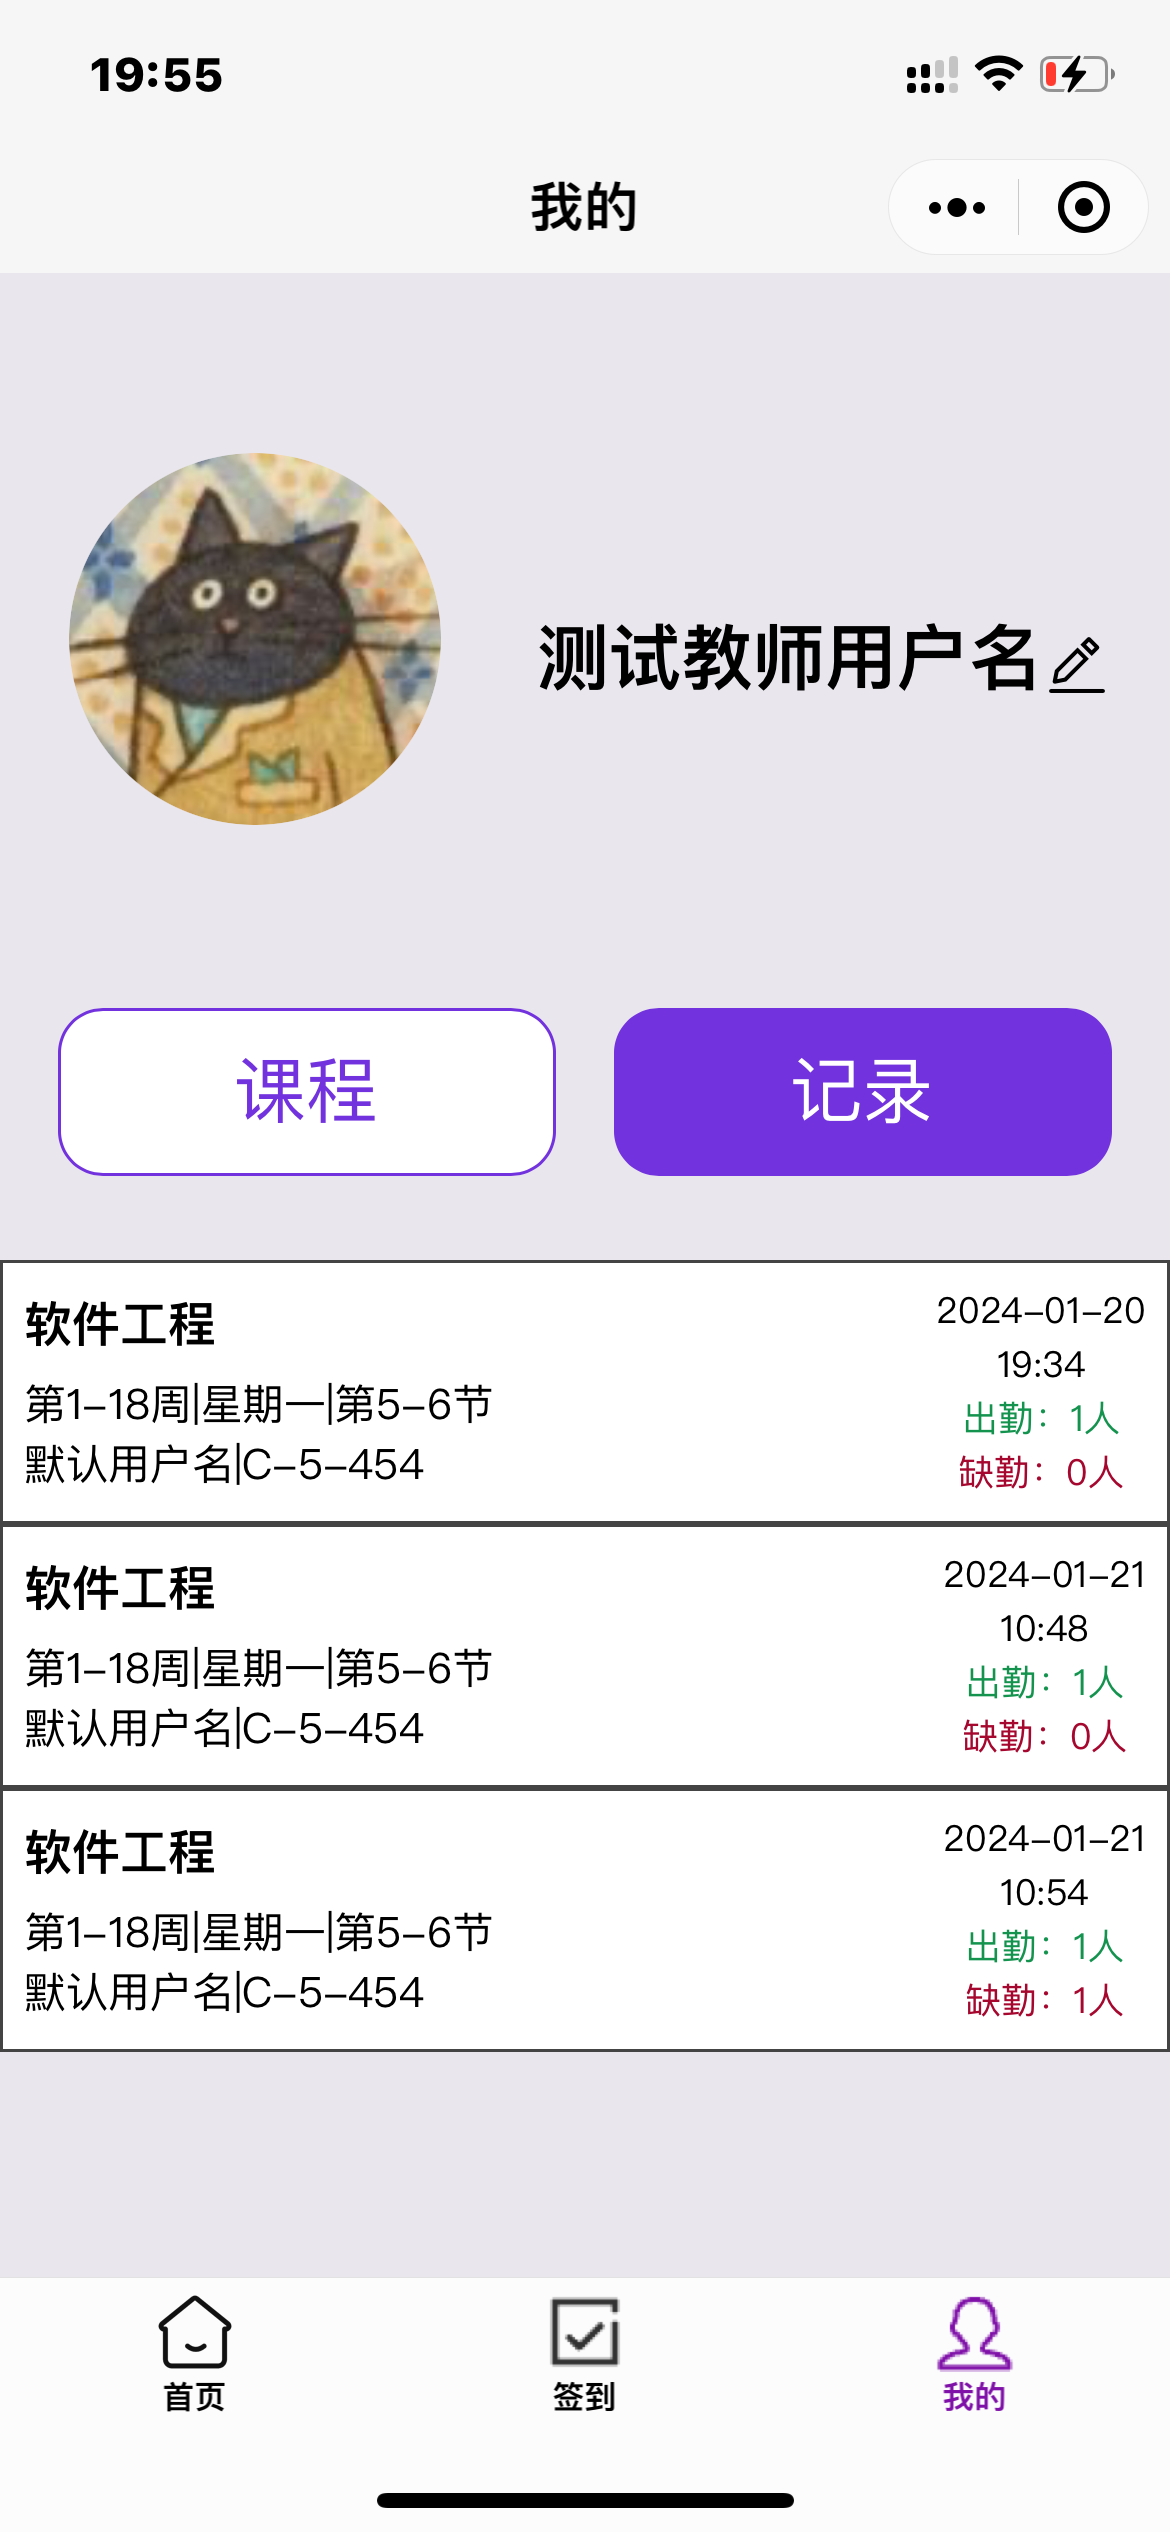 19:55
我的
测试教师用户名
课程
记录
软件工程
第1-18周|星期一|第5-6节
默认用户名|C-5-454
2024-01-20
19:34
出勤：1人
缺勤：0人
软件工程
第1-18周|星期一|第5-6节
默认用户名|C-5-454
2024-01-21
10:48
出勤：1人
缺勤：0人
软件工程
第1-18周|星期一|第5-6节
默认用户名|C-5-454
2024-01-21
10:54
出勤：1人
缺勤：1人
首页
签到
我的